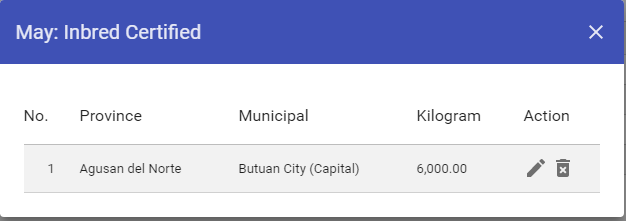 May: Inbred Certified
No. Province Municipal Kilogram Action
1 Agusan del Norte Butuan City (Capital) 6,000.00